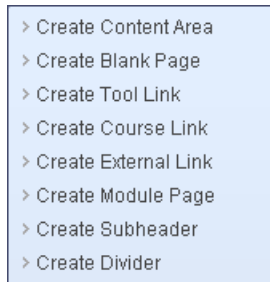 > Create Content Area
> Create Blank Page
> Create Tool Link
> Create Course Link
> Create External Link
> Create Module Page
> Create Subheader
> Create Divider